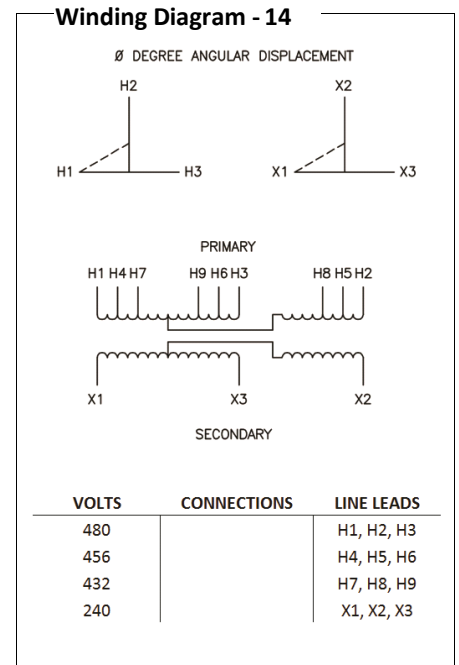 Winding Diagram - 14
Ø DEGREE ANGULAR DISPLACEMENT
H2 X2
H1 H3 X1 X3
PRIMARY
H1 H4 H7 H9 H6 H3 H8 H5 H2
X1 X3 X2
SECONDARY
VOLTS CONNECTIONS LINE LEADS
480 H1, H2, H3
456 H4, H5, H6
432 H7, H8, H9
240 X1, X2, X3